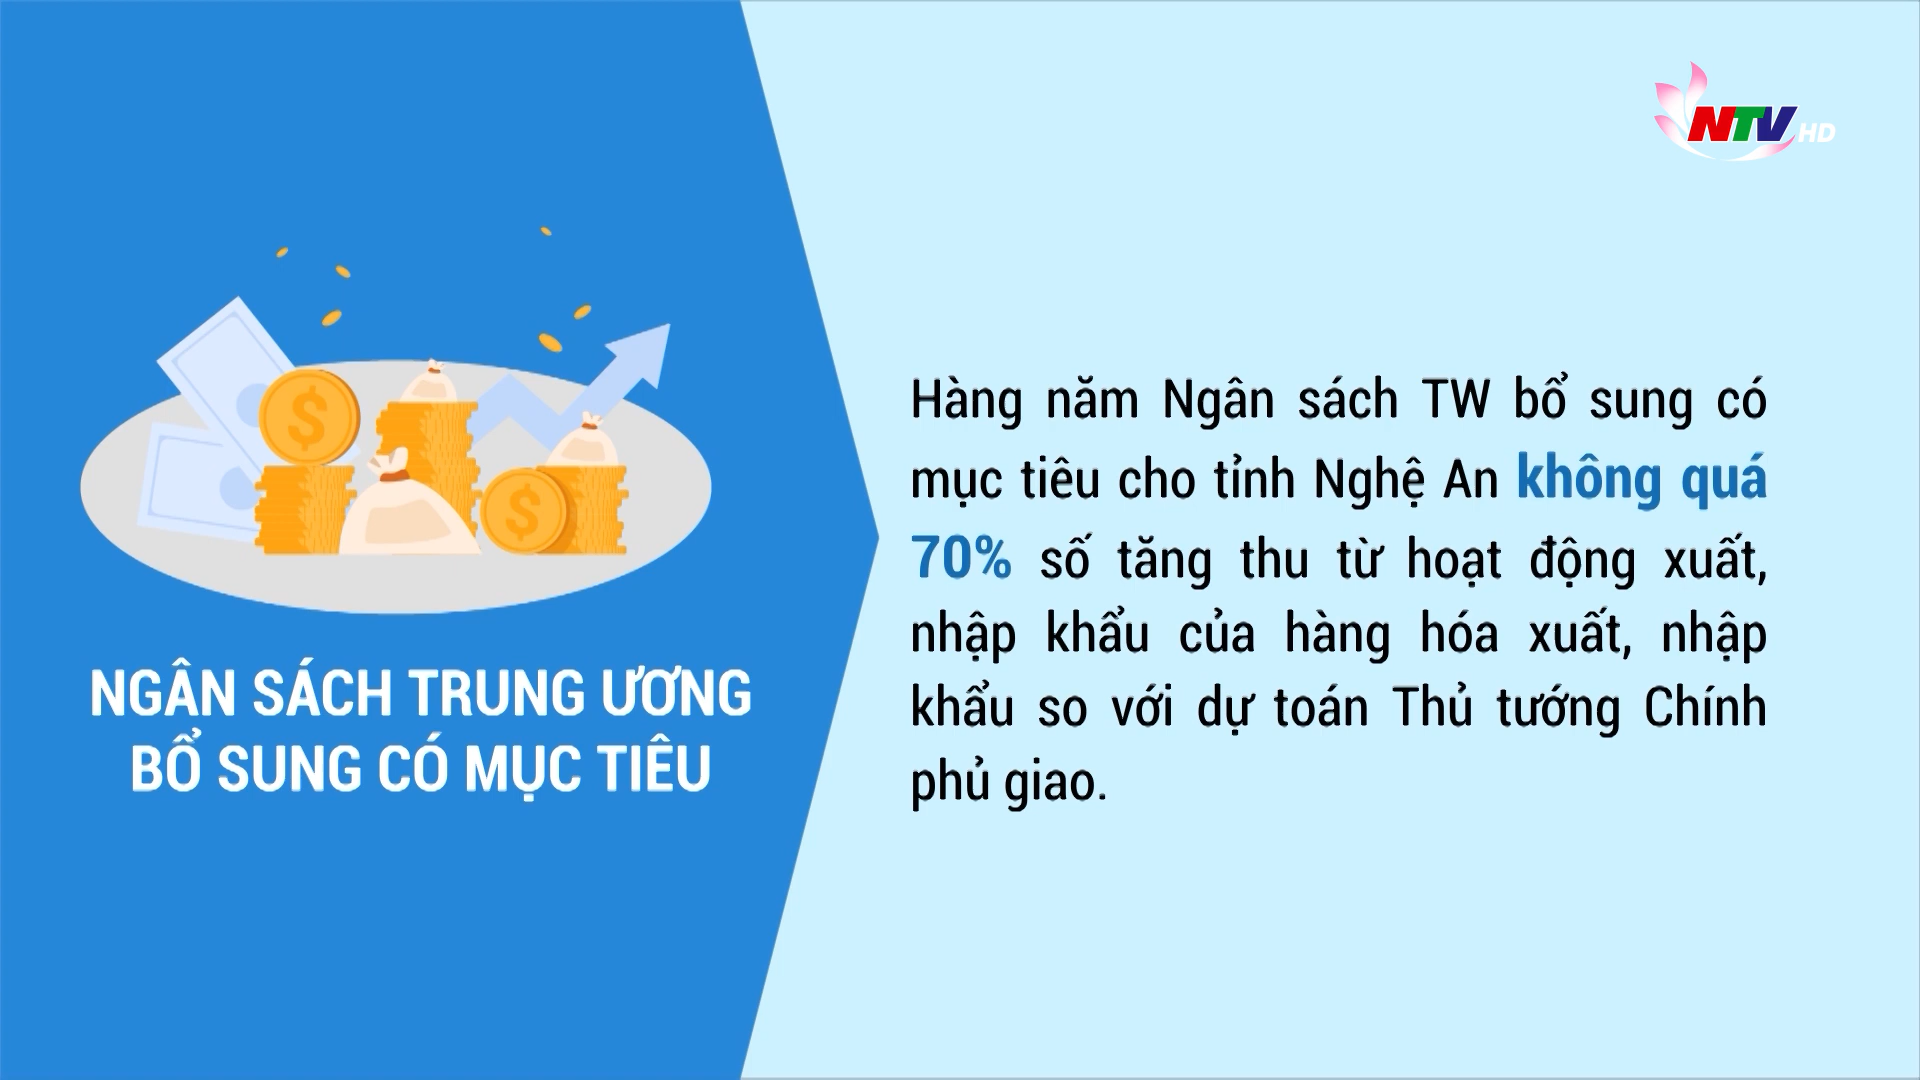 NTV HD
NGÂN SÁCH TRUNG ƯƠNG
BỔ SUNG CÓ MỤC TIÊU
Hàng năm Ngân sách TW bổ sung có
mục tiêu cho tỉnh Nghệ An không quá
70% số tăng thu từ hoạt động xuất,
nhập khẩu của hàng hóa xuất, nhập
khẩu so với dự toán Thủ tướng Chính
phủ giao.